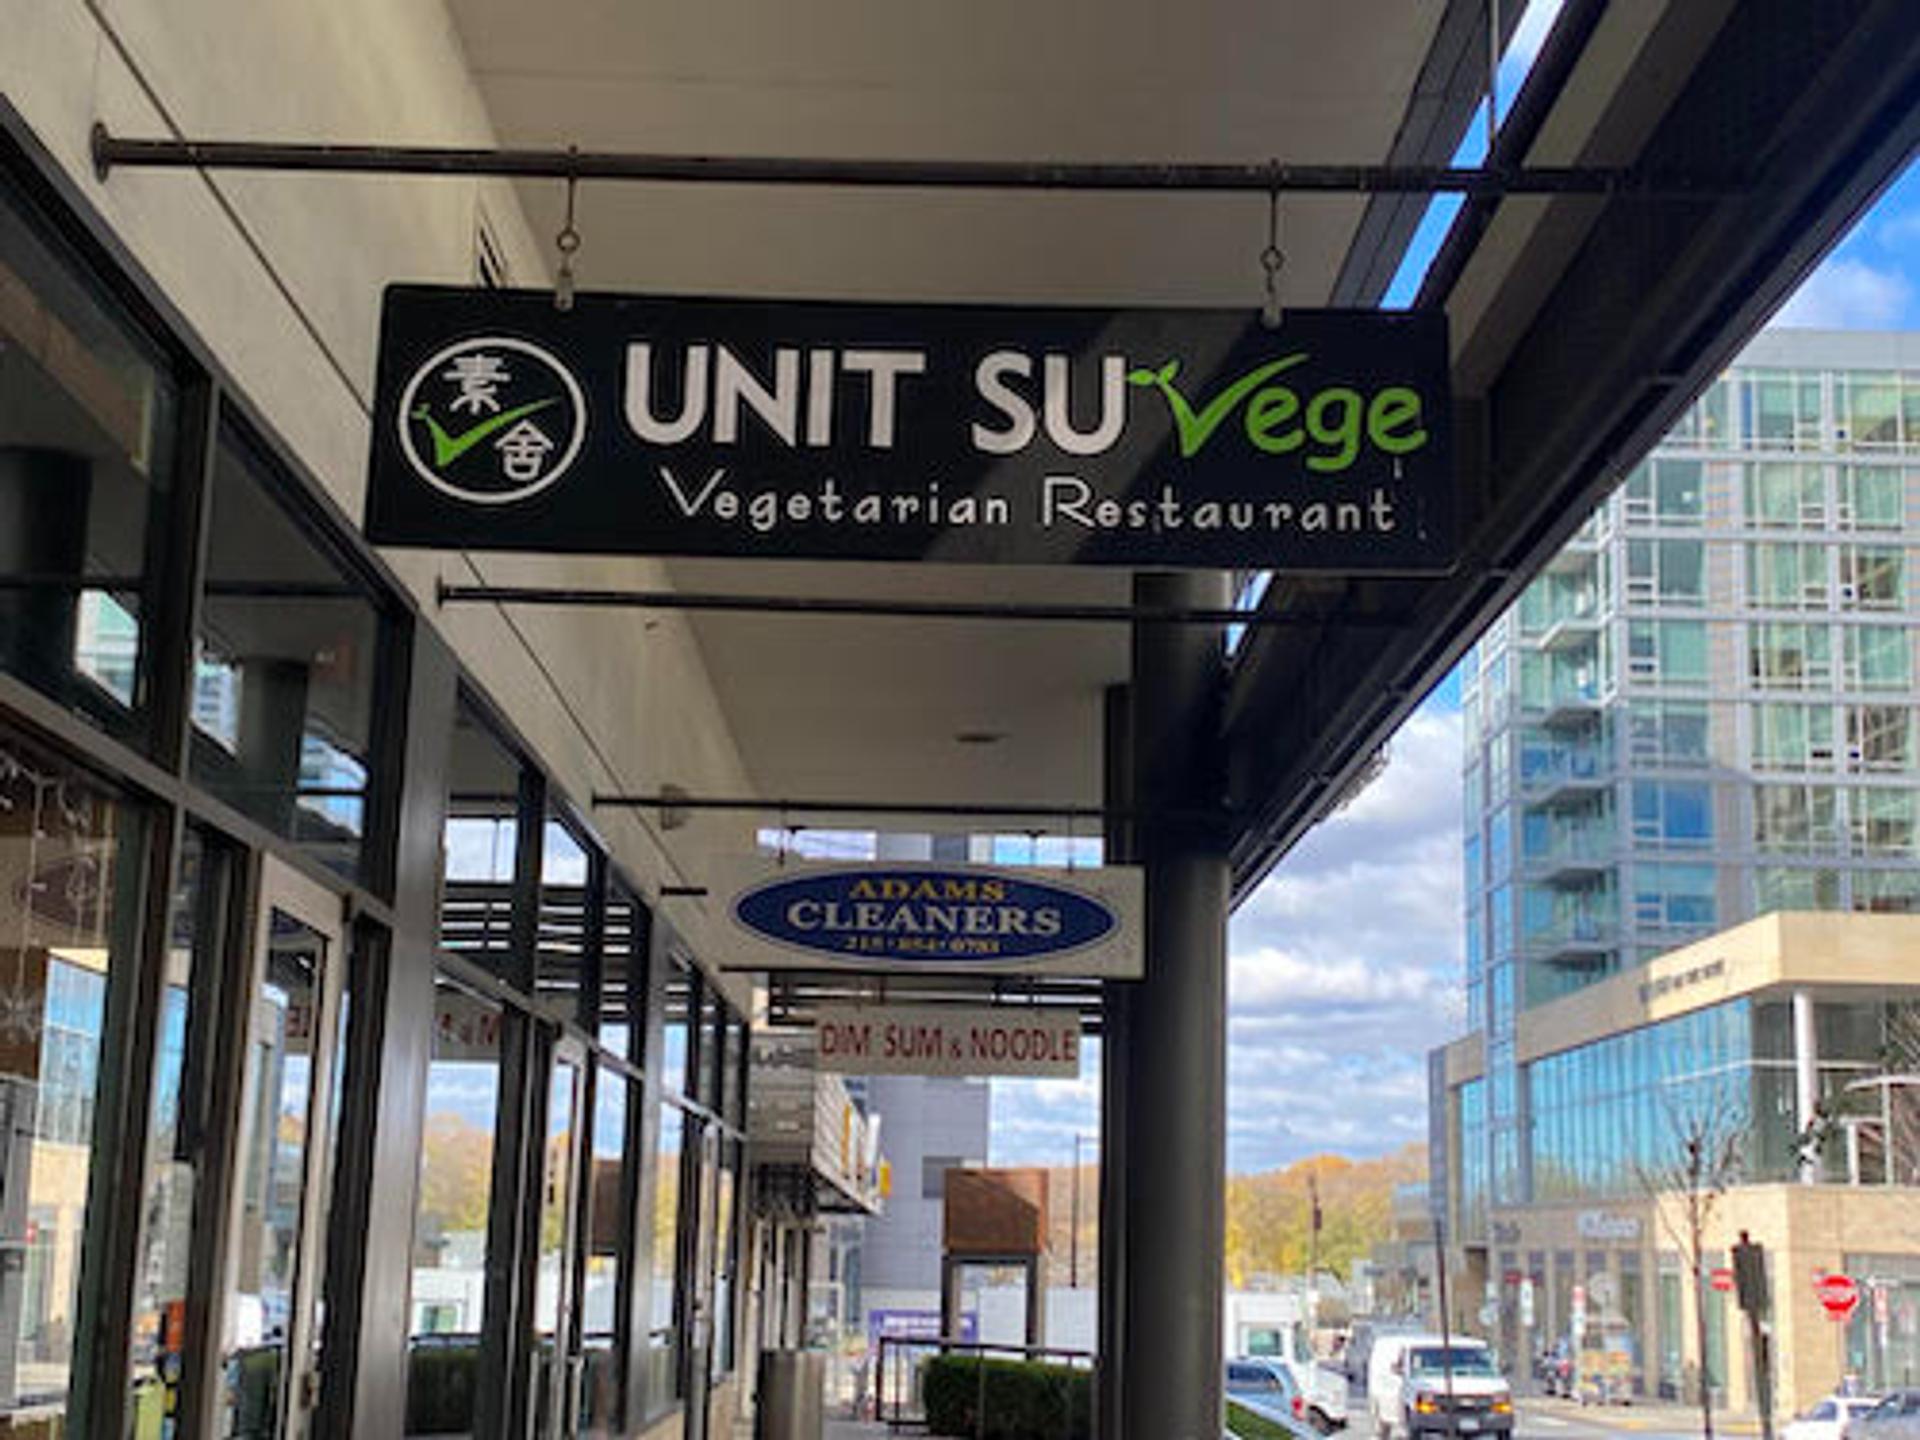 素
舍
UNIT SU Vege
Vegetarian Restaurant
ADAMS
CLEANERS
DIM SUM & NOODLE